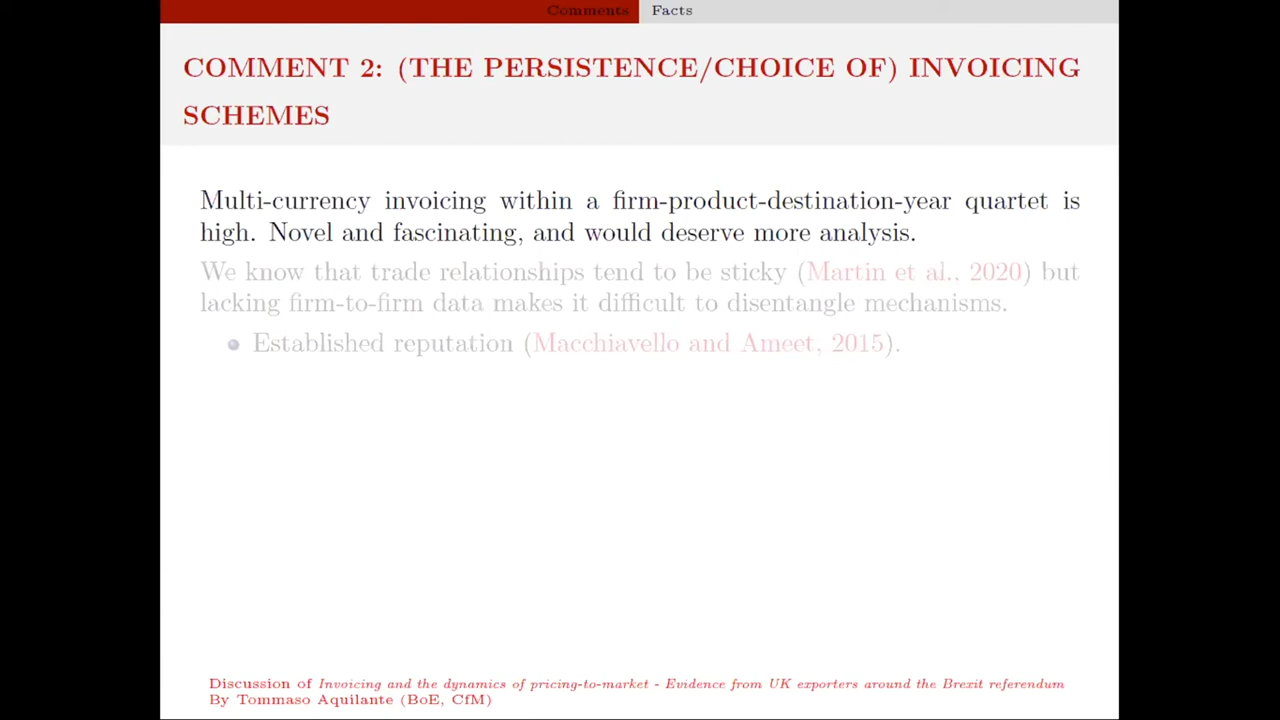 Comments Facts
COMMENT 2: (THE PERSISTENCE/CHOICE OF) INVOICING
SCHEMES
Multi-currency invoicing within a firm-product-destination-year quartet is
high. Novel and fascinating, and would deserve more analysis.
We know that trade relationships tend to be sticky (Martin et al., 2020) but
lacking firm-to-firm data makes it difficult to disentangle mechanisms.
Established reputation (Macchiavello and Ameet, 2015).
Discussion of Invoicing and the dynamics of pricing-to-market - Evidence from UK exporters around the Brexit referendum
By Tommaso Aquilante (BoE, CfM)